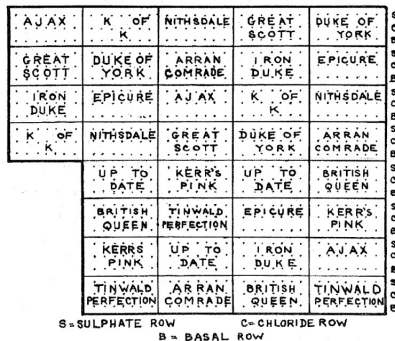 AJAX K OF NITHSDALE GREAT DUKE OF S
K SCOTT YORK C
B
GREAT DUKE OF ARRAN IRON EPICURE S
SCOTT YORK COMRADE DUKE C
B
IRON EPICURE AJAX K OF NITHSDALE S
DUKE K C
B
K OF NITHSDALE GREAT DUKE OF ARRAN S
K SCOTT YORK COMRADE C
B
UP TO KERR'S UP TO BRITISH S
DATE PINK DATE QUEEN C
B
BRITISH TINWALD EPICURE KERR'S S
QUEEN PERFECTION PINK C
B
KERRS UP TO IRON AJAX S
PINK DATE DUKE C
B
TINWALD ARRAN BRITISH TINWALD S
PERFECTION COMRADE QUEEN PERFECTION C
B
S=SULPHATE ROW C=CHLORIDE ROW
B = BASAL ROW